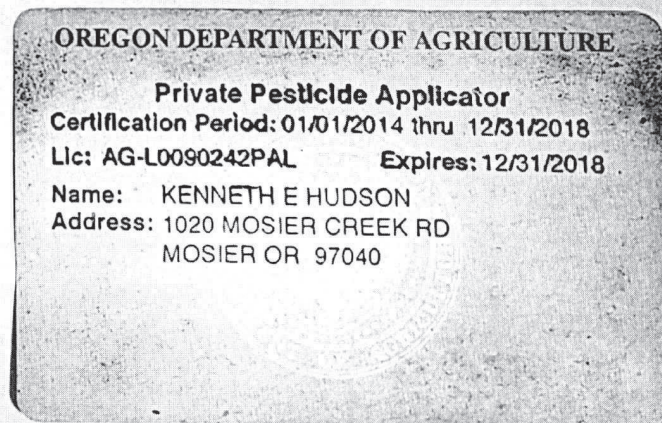 OREGON DEPARTMENT OF AGRICULTURE
Private Pesticide Applicator
Certification Period: 01/01/2014 thru 12/31/2018
Lic: AG-L0090242PAL Expires: 12/31/2018
Name: KENNETH E HUDSON
Address: 1020 MOSIER CREEK RD
MOSIER OR 97040